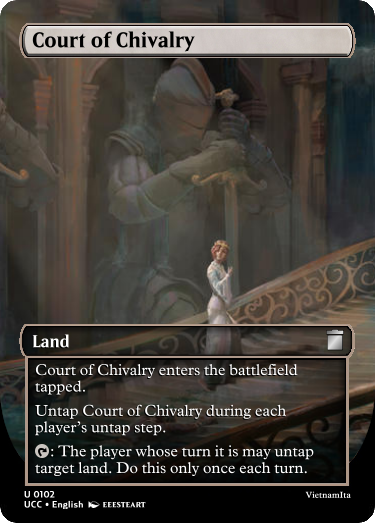 Court of Chivalry
Land
Court of Chivalry enters the battlefield
tapped.
Untap Court of Chivalry during each
player's untap step.
: The player whose turn it is may untap
target land. Do this only once each turn.
U 0102
VietnamIta
UCC • English EEESTEART